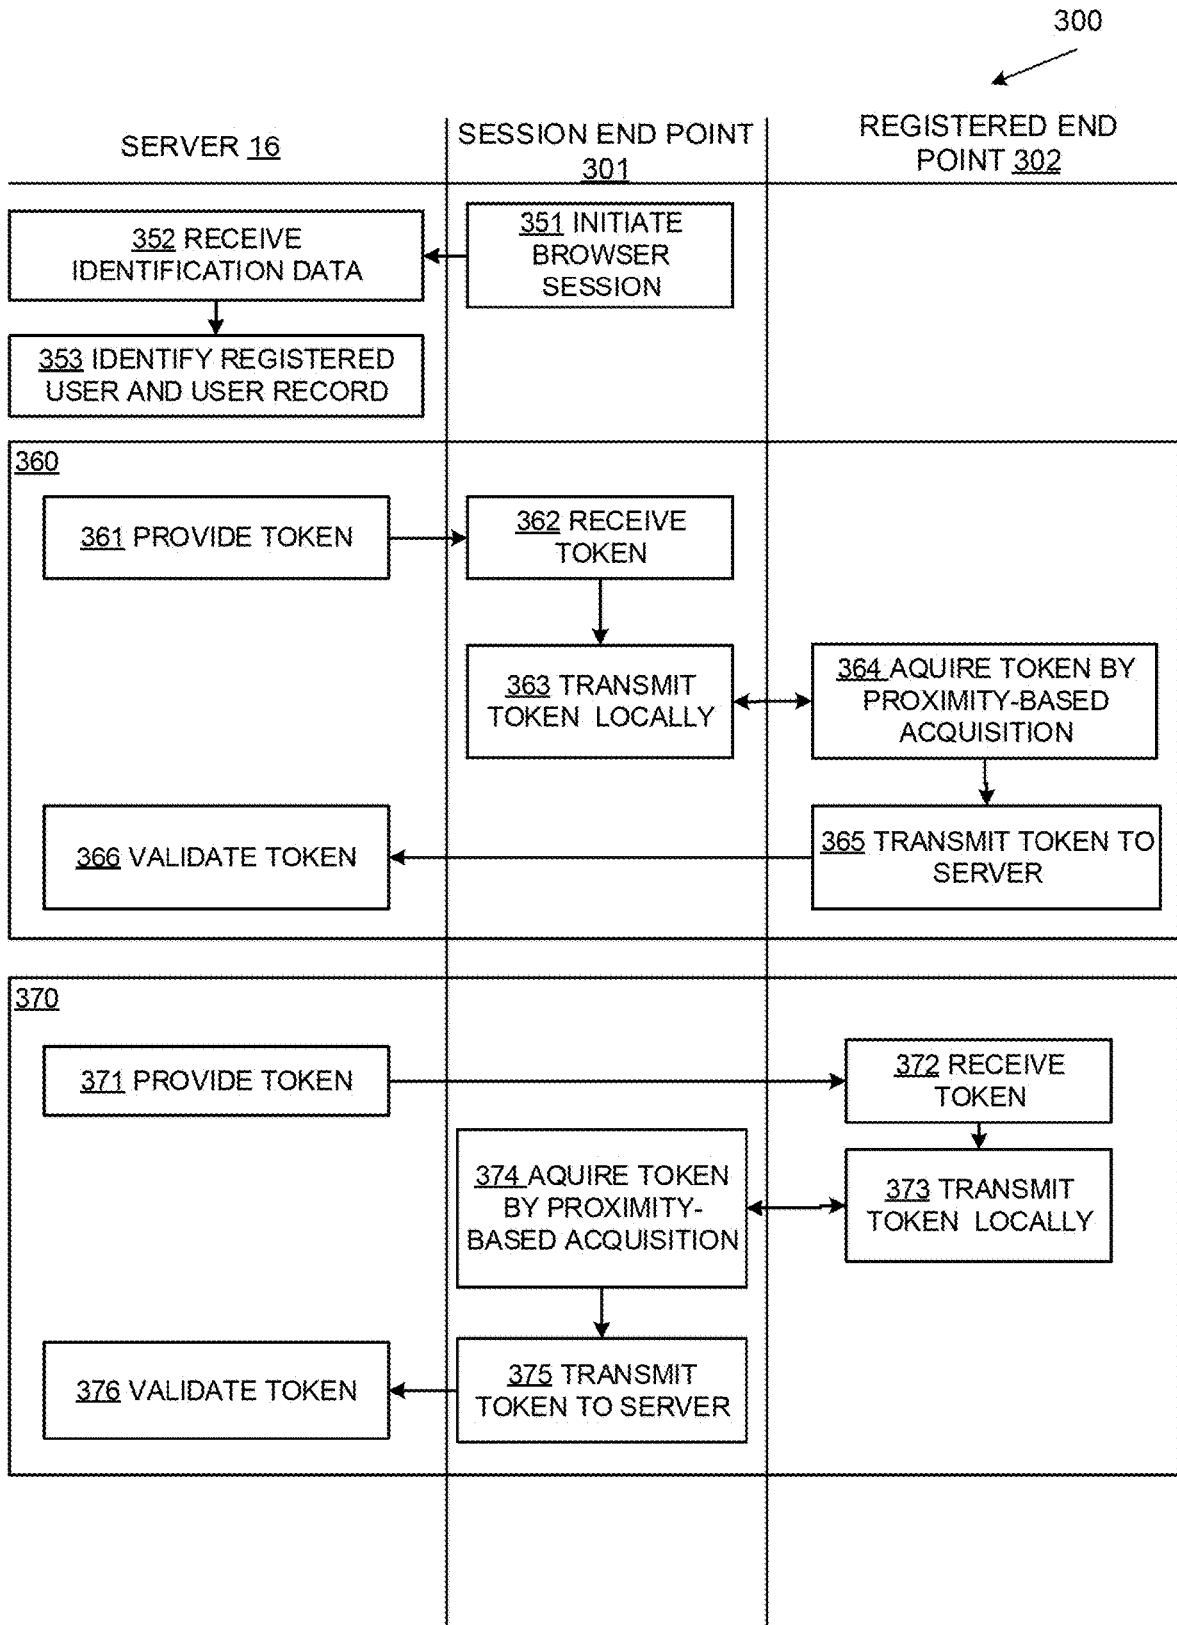 300
SERVER 16
SESSION END POINT
301
REGISTERED END
POINT 302
351 INITIATE
BROWSER
SESSION
352 RECEIVE
IDENTIFICATION DATA
353 IDENTIFY REGISTERED
USER AND USER RECORD
360
361 PROVIDE TOKEN
362 RECEIVE
TOKEN
363 TRANSMIT
TOKEN LOCALLY
364 AQUIRE TOKEN BY
PROXIMITY-BASED
ACQUISITION
365 TRANSMIT TOKEN TO
SERVER
366 VALIDATE TOKEN
370
371 PROVIDE TOKEN
372 RECEIVE
TOKEN
373 TRANSMIT
TOKEN LOCALLY
374 AQUIRE TOKEN
BY PROXIMITY-
BASED ACQUISITION
375 TRANSMIT
TOKEN TO SERVER
376 VALIDATE TOKEN